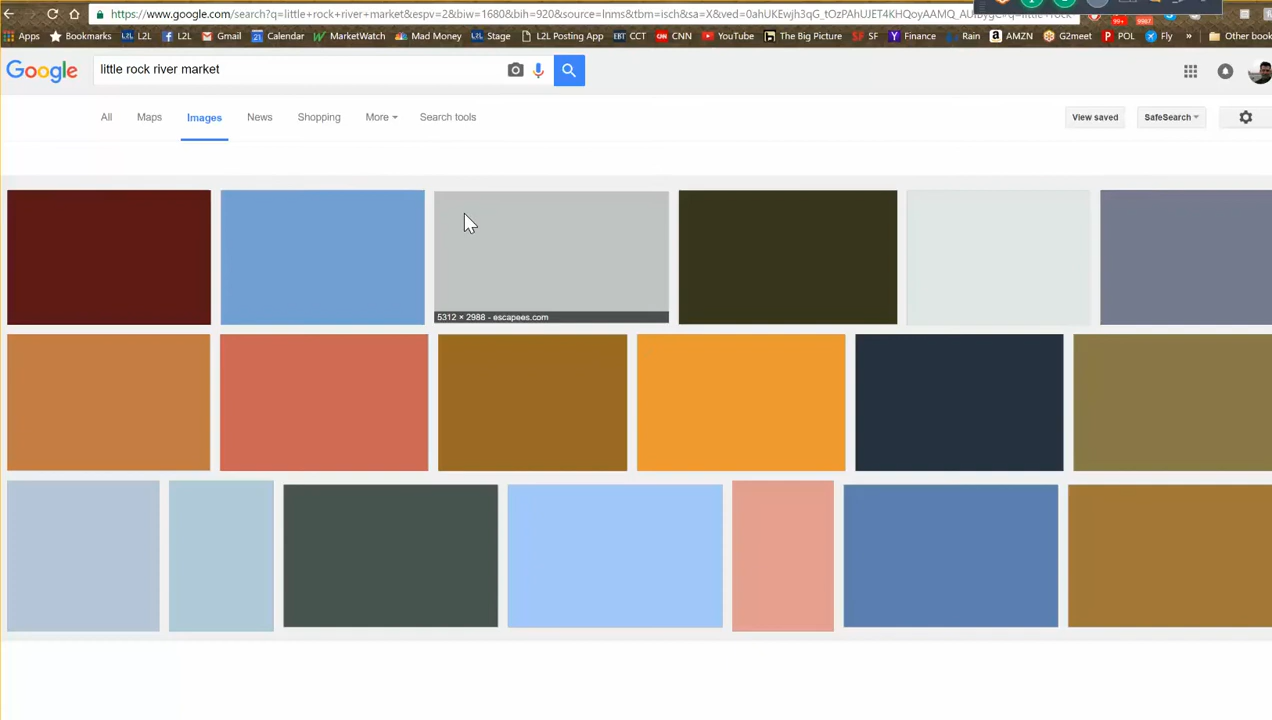 https://www.google.com/search?q=little+rock+river+market&espv=2&biw=1680&bih=920&source=lnms&tbm=isch&sa=X&ved=0ahUKEwjh3qG_tOzPAhUJET4KHQoyAAMQ_AUI
99+ 9987
Apps Bookmarks L2L L2L Gmail Calendar MarketWatch Mad Money Stage L2L Posting App CCT CNN YouTube The Big Picture SF Finance Rain AMZN G2meet POL Fly » Other book
Google little rock river market
All Maps Images News Shopping More Search tools View saved SafeSearch
5312 × 2988 - escapees.com